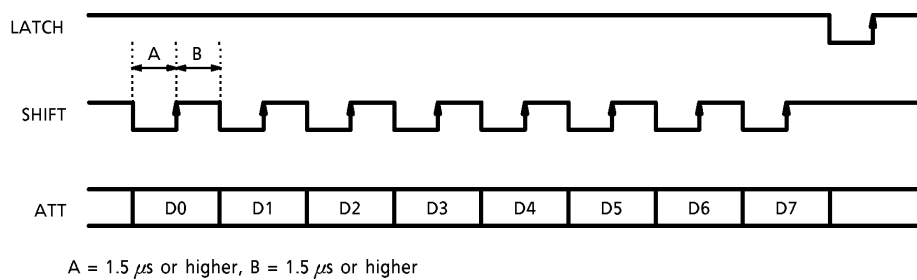 LATCH
A B
SHIFT
ATT D0 D1 D2 D3 D4 D5 D6 D7
A = 1.5 μs or higher, B = 1.5 μs or higher